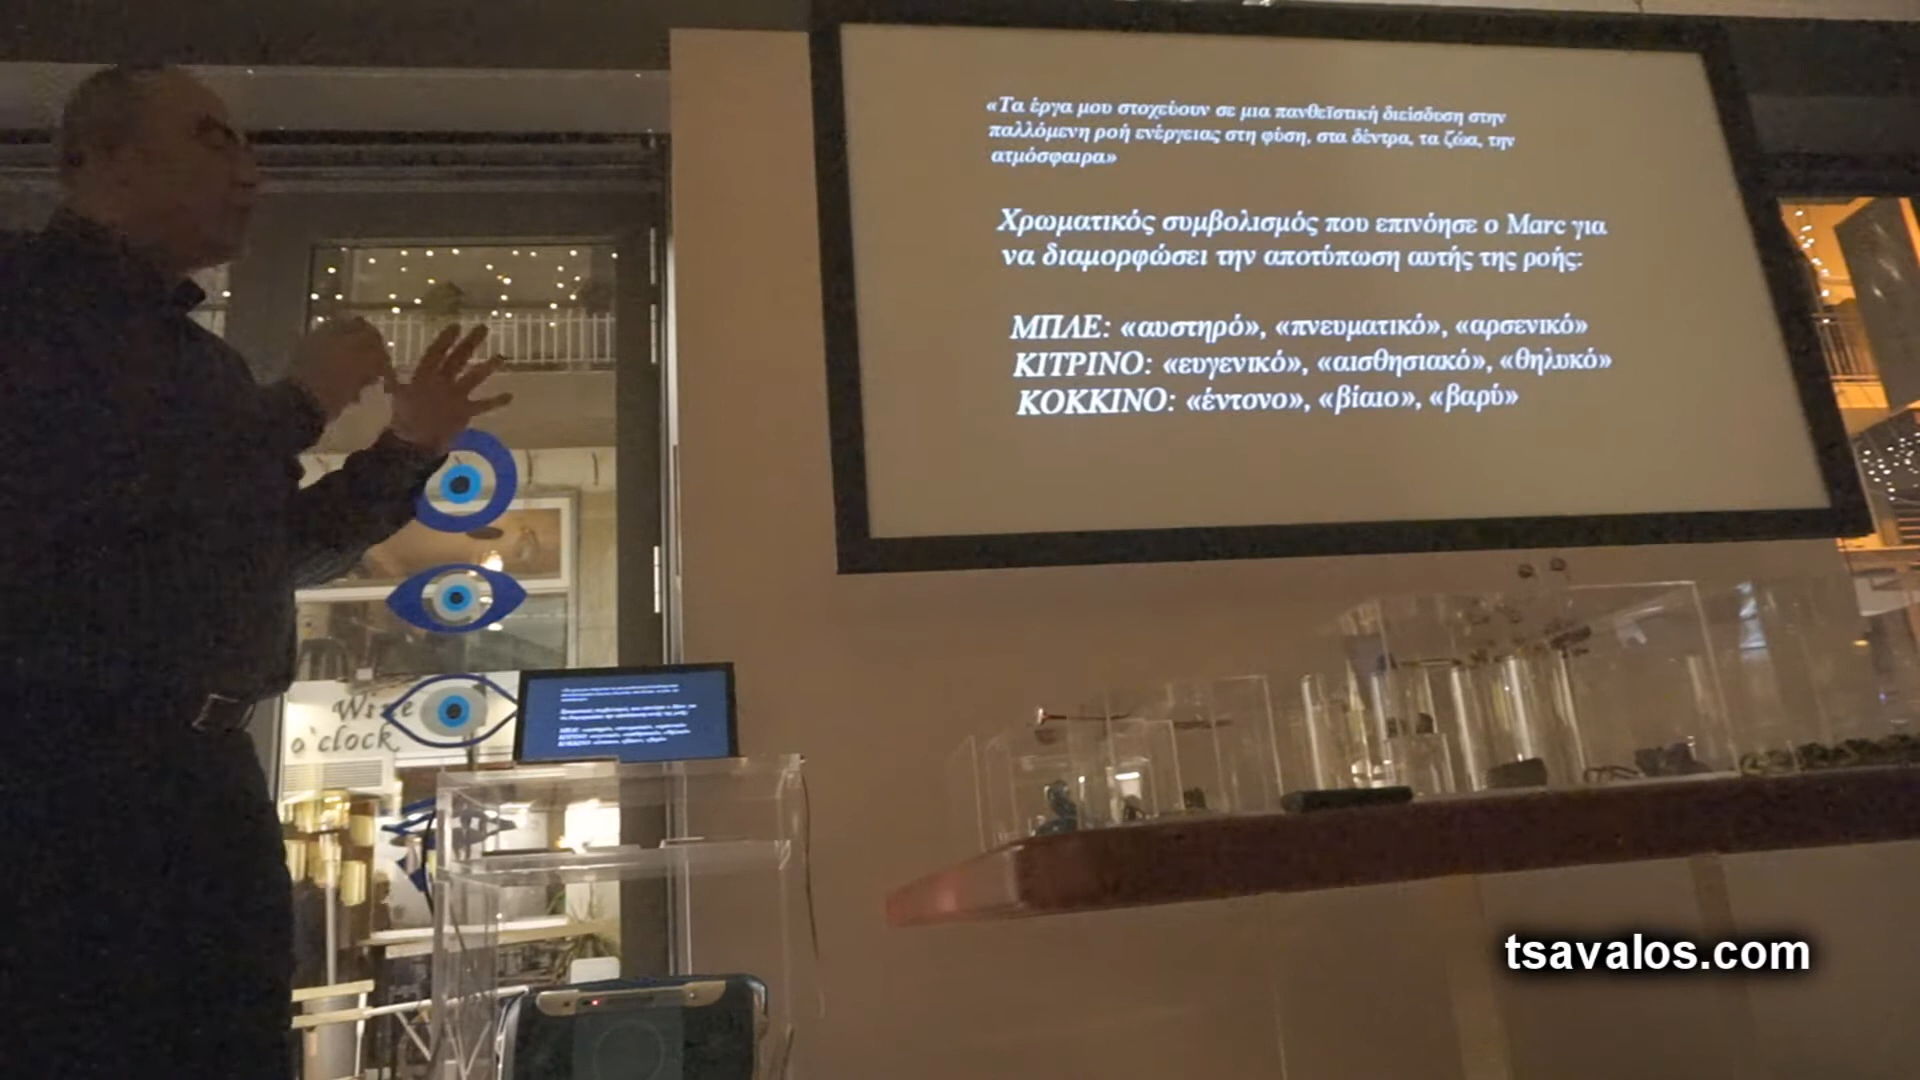 «Τα έργα μου στοχεύουν σε μια πανθεϊστική διείσδυση στην
παλλόμενη ροή ενέργειας στη φύση, στα δέντρα, τα ζώα, την
ατμόσφαιρα»
Χρωματικός συμβολισμός που επινόησε ο Marc για
να διαμορφώσει την αποτύπωση αυτής της ροής:
ΜΠΛΕ: «αυστηρό», «πνευματικό», «αρσενικό»
ΚΙΤΡΙΝΟ: «ευγενικό», «αισθησιακό», «θηλυκό»
ΚΟΚΚΙΝΟ: «έντονο», «βίαιο», «βαρύ»
Wine
o'clock
tsavalos.com